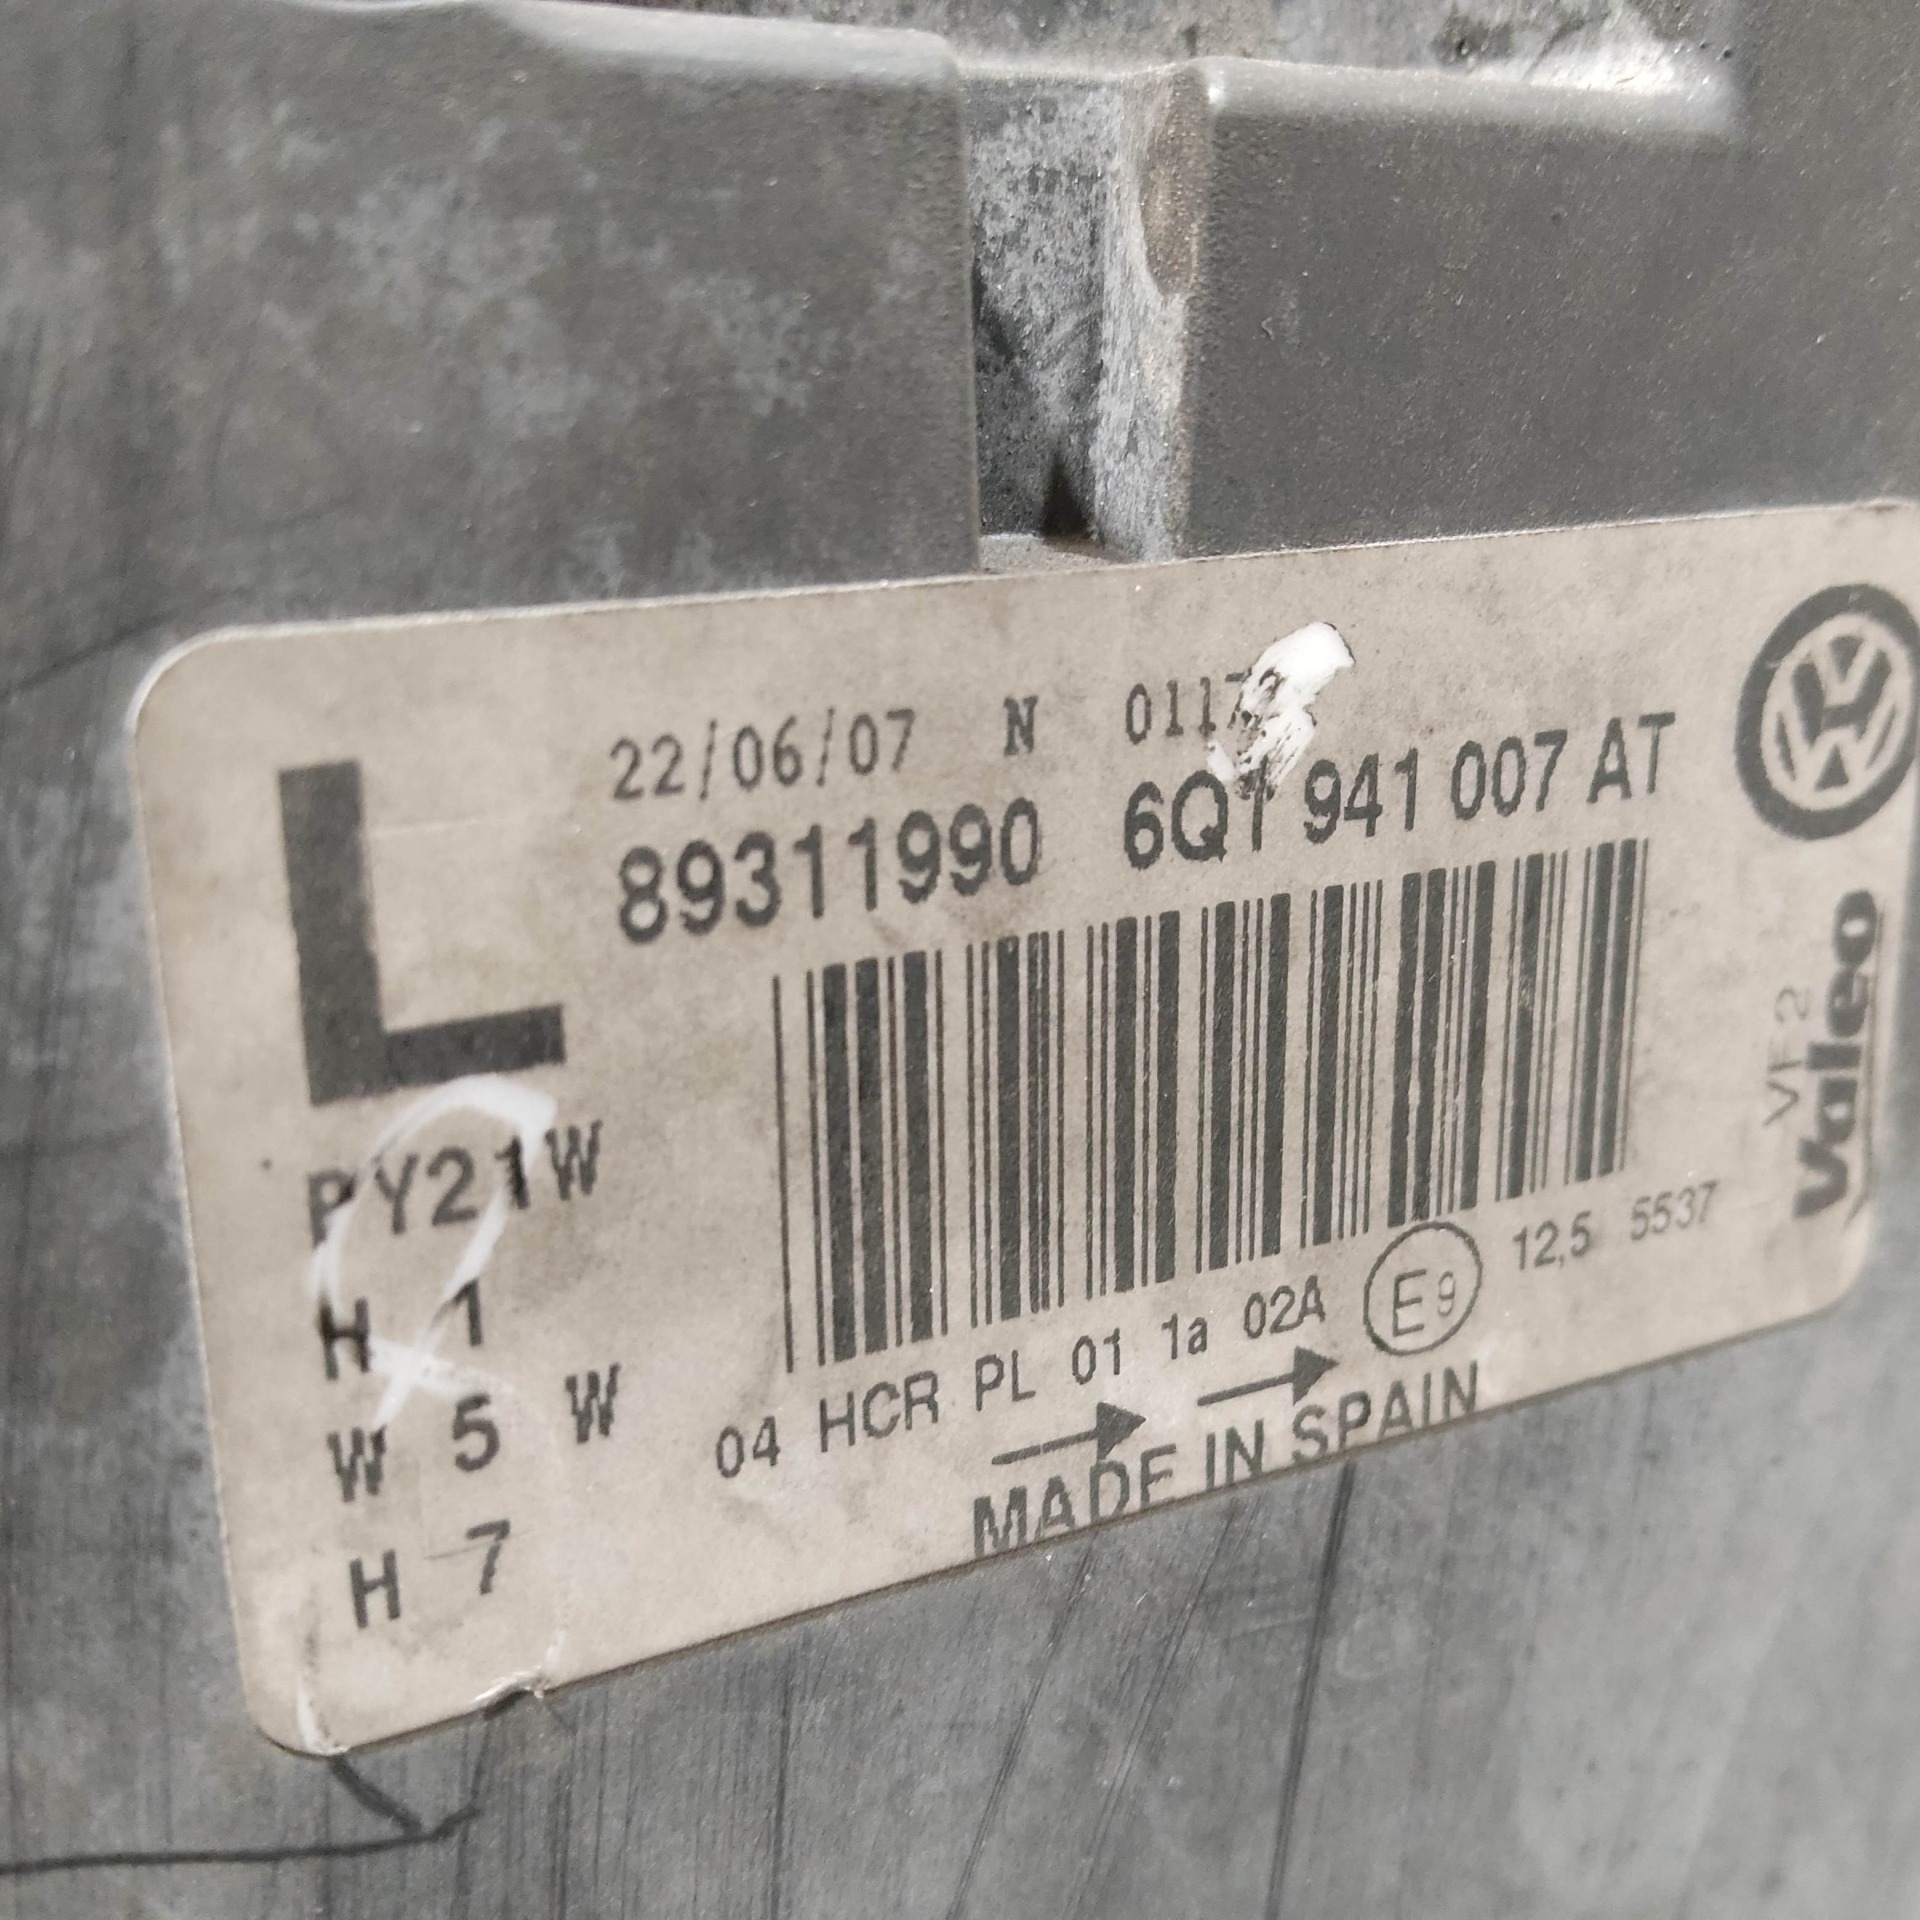 L
22/06/07 N 0117
89311990 6Q1 941 007 AT
PY21W
H 1
W 5 W
H 7
04 HCR PL 01 1a 02A E9 12,5 5537
MADE IN SPAIN
VF2
Valeo